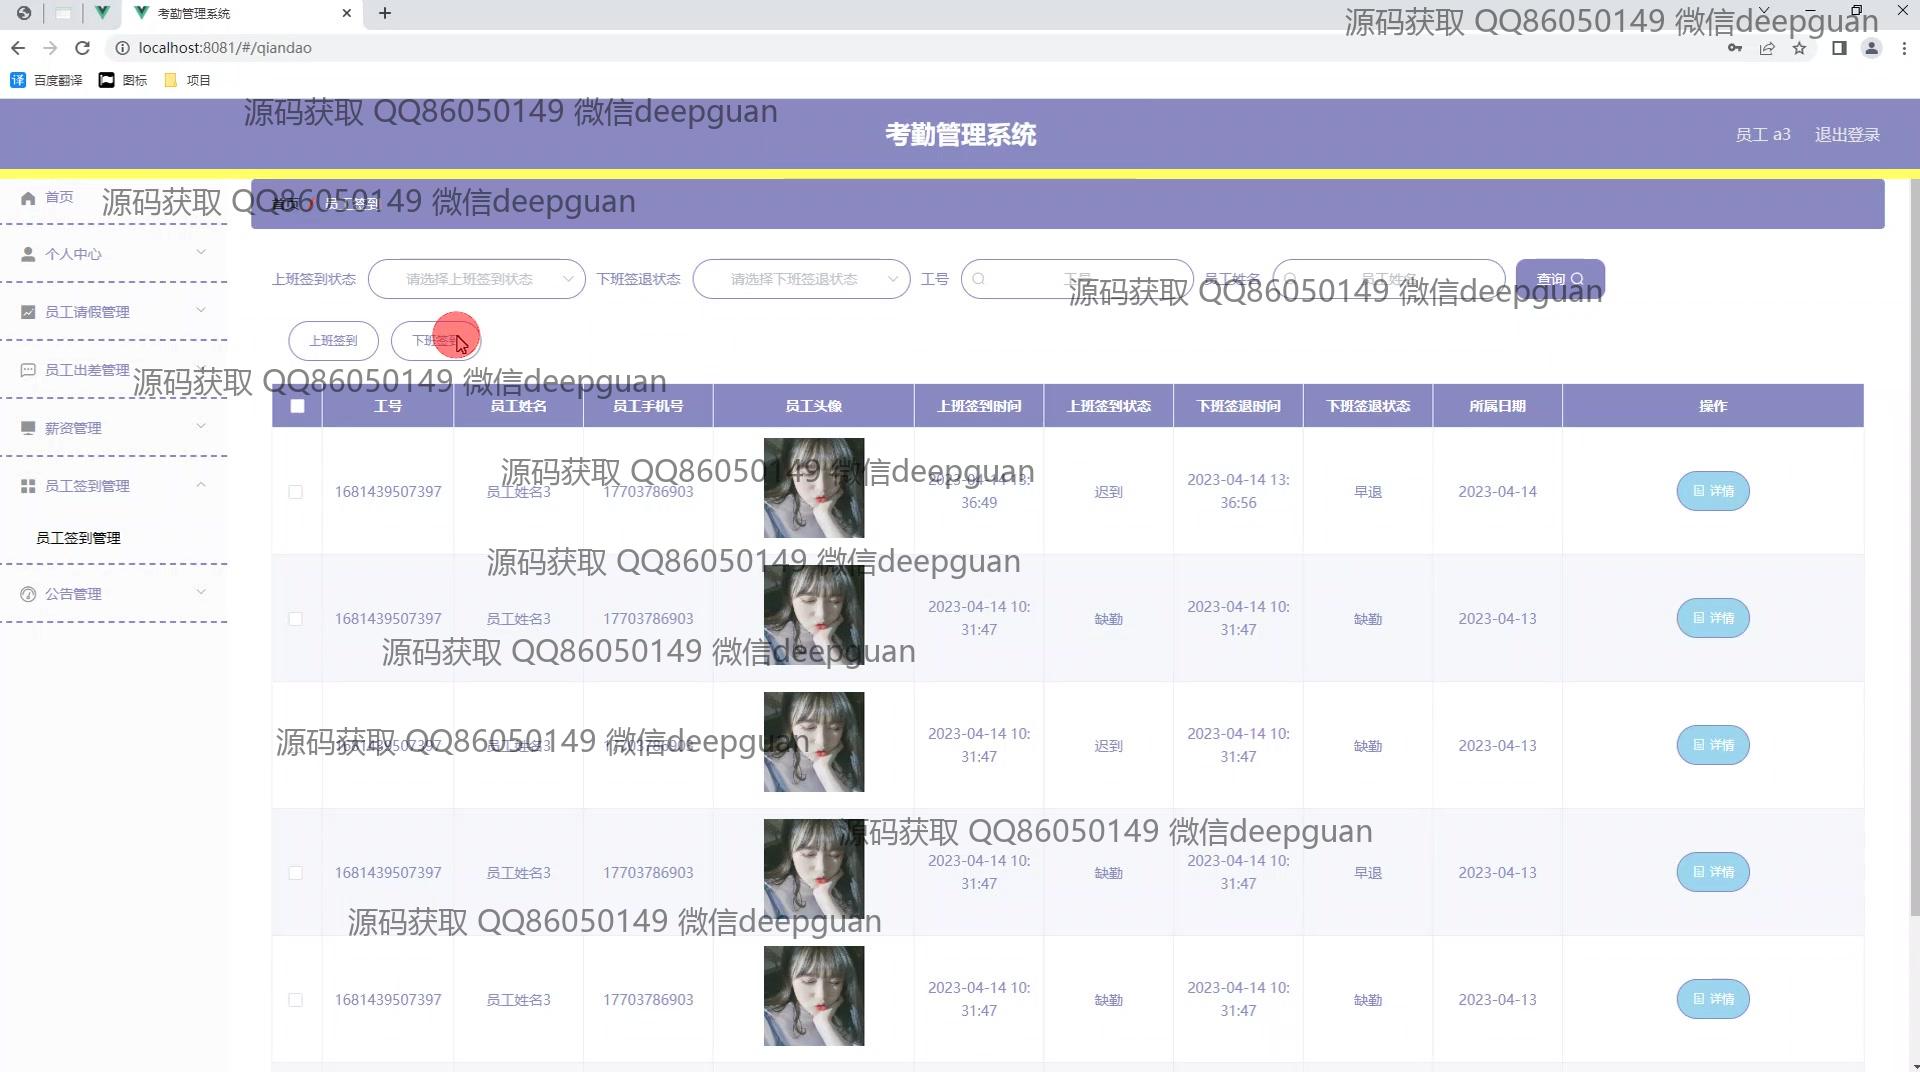 考勤管理系统
源码获取 QQ86050149 微信deepguan
localhost:8081/#/qiandao
百度翻译 图标 项目
源码获取 QQ86050149 微信deepguan
考勤管理系统
员工 a3 退出登录
首页
源码获取 QQ86050149 微信deepguan
首页 员工签到
个人中心
上班签到状态 请选择上班签到状态 下班签退状态 请选择下班签退状态 工号 工号 员工姓名 员工姓名 查询
源码获取 QQ86050149 微信deepguan
员工请假管理
上班签到 下班签到
员工出差管理
源码获取 QQ86050149 微信deepguan
工号 员工姓名 员工手机号 员工头像 上班签到时间 上班签到状态 下班签退时间 下班签退状态 所属日期 操作
薪资管理
源码获取 QQ86050149 微信deepguan
员工签到管理
1681439507397 员工姓名3 17703786903 2023-04-14 13:
36:49 迟到 2023-04-14 13:
36:56 早退 2023-04-14 详情
员工签到管理
源码获取 QQ86050149 微信deepguan
公告管理
1681439507397 员工姓名3 17703786903 2023-04-14 10:
31:47 缺勤 2023-04-14 10:
31:47 缺勤 2023-04-13 详情
源码获取 QQ86050149 微信deepguan
1681439507397 员工姓名3 17703786903 2023-04-14 10:
31:47 迟到 2023-04-14 10:
31:47 缺勤 2023-04-13 详情
源码获取 QQ86050149 微信deepguan
源码获取 QQ86050149 微信deepguan
1681439507397 员工姓名3 17703786903 2023-04-14 10:
31:47 缺勤 2023-04-14 10:
31:47 早退 2023-04-13 详情
源码获取 QQ86050149 微信deepguan
1681439507397 员工姓名3 17703786903 2023-04-14 10:
31:47 缺勤 2023-04-14 10:
31:47 缺勤 2023-04-13 详情